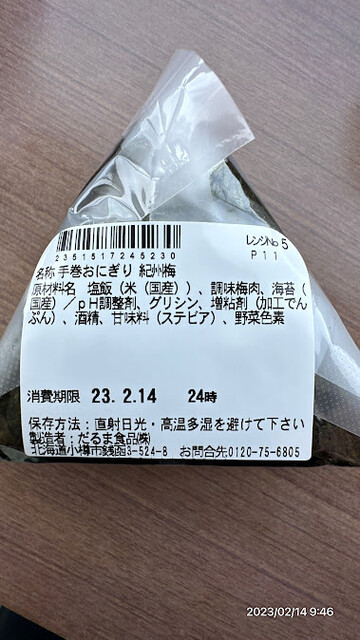 2351517245230
レンジNo 5
P11
名称 手巻おにぎり 紀州梅
原材料名 塩飯（米（国産））、調味梅肉、海苔（
国産）／pH調整剤、グリシン、増粘剤（加工でん
ぷん）、酒精、甘味料（ステビア）、野菜色素
消費期限 23.2.14 24時
保存方法：直射日光・高温多湿を避けて下さい
製造者：だるま食品㈱
北海道小樽市銭函3-524-8 お問合先0120-75-6805
2023/02/14 9:46